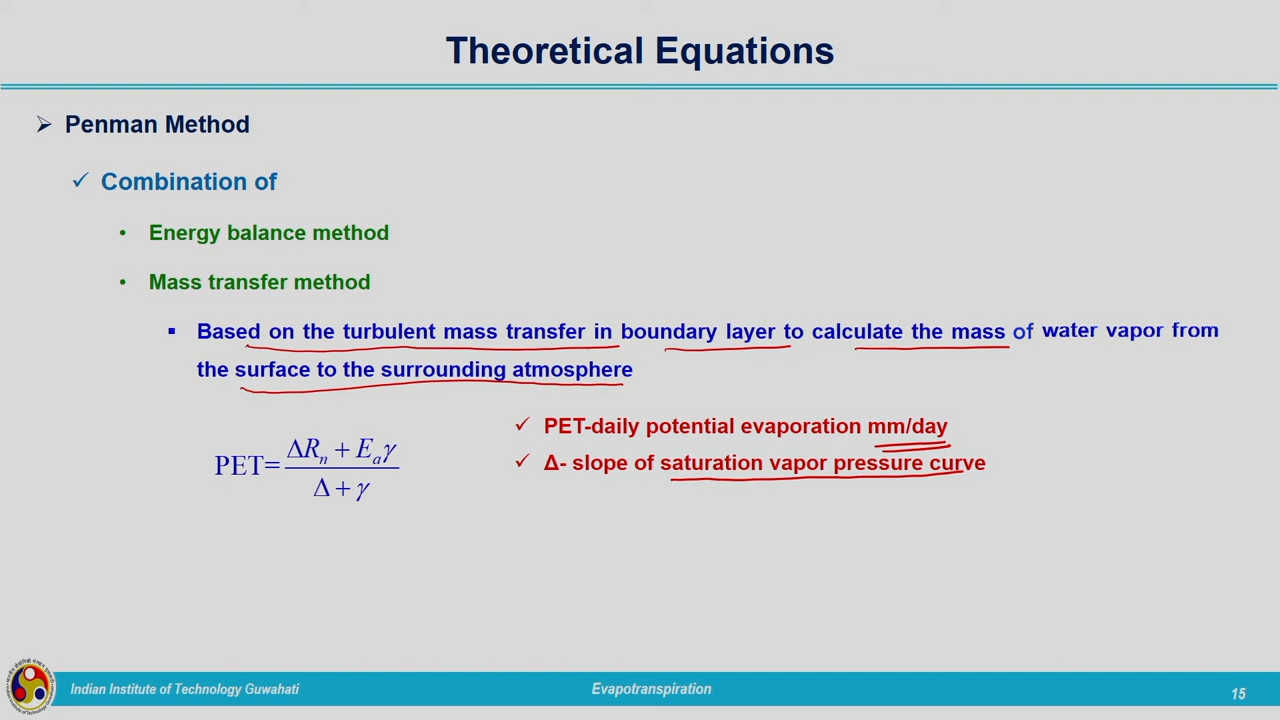 Theoretical Equations
➢ Penman Method
✓ Combination of
• Energy balance method
• Mass transfer method
▪ Based on the turbulent mass transfer in boundary layer to calculate the mass of water vapor from
the surface to the surrounding atmosphere
PET= (ΔRₙ + Eₐγ) / (Δ + γ)
✓ PET-daily potential evaporation mm/day
✓ Δ- slope of saturation vapor pressure curve
Indian Institute of Technology Guwahati
Evapotranspiration
15